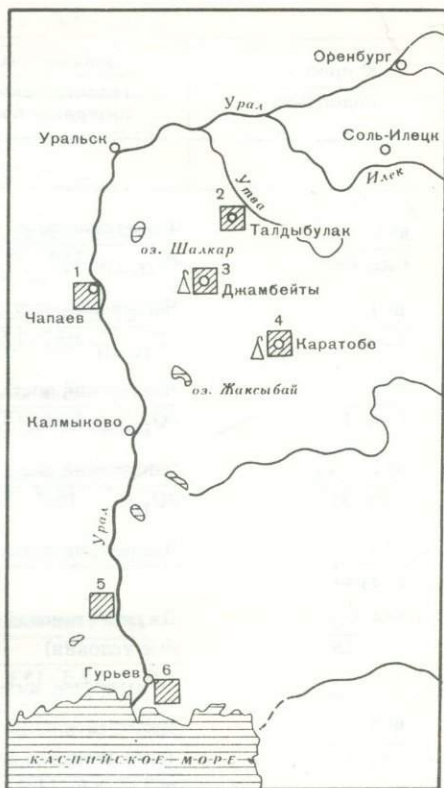 Оренбург
Урал
Уральск
Соль-Илецк
Илек
Утва
2
Талдыбулак
оз. Шалкар
3
1
Джамбейты
Чапаев
4
Каратобе
оз. Жаксыбай
Калмыково
Урал
5
Гурьев
6
КАСПИЙСКОЕ МОРЕ